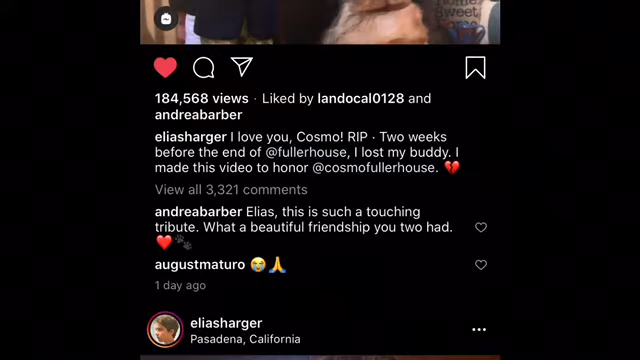 Home
Sweet
184,568 views · Liked by landocal0128 and
andreabarber
eliasharger I love you, Cosmo! RIP · Two weeks
before the end of @fullerhouse, I lost my buddy. I
made this video to honor @cosmofullerhouse. 💔
View all 3,321 comments
andreabarber Elias, this is such a touching
tribute. What a beautiful friendship you two had.
❤️🐾
augustmaturo 😭🙏
1 day ago
eliasharger
Pasadena, California